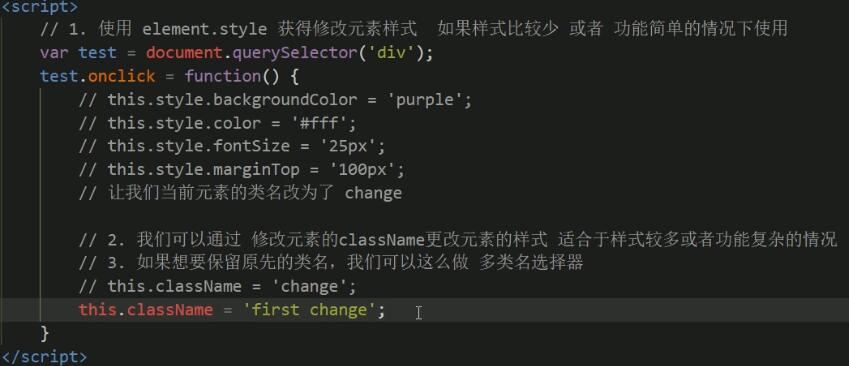 <script>
// 1. 使用 element.style 获得修改元素样式 如果样式比较少 或者 功能简单的情况下使用
var test = document.querySelector('div');
test.onclick = function() {
// this.style.backgroundColor = 'purple';
// this.style.color = '#fff';
// this.style.fontSize = '25px';
// this.style.marginTop = '100px';
// 让我们当前元素的类名改为了 change
// 2. 我们可以通过 修改元素的className更改元素的样式 适合于样式较多或者功能复杂的情况
// 3. 如果想要保留原先的类名，我们可以这么做 多类名选择器
// this.className = 'change';
this.className = 'first change';
}
</script>